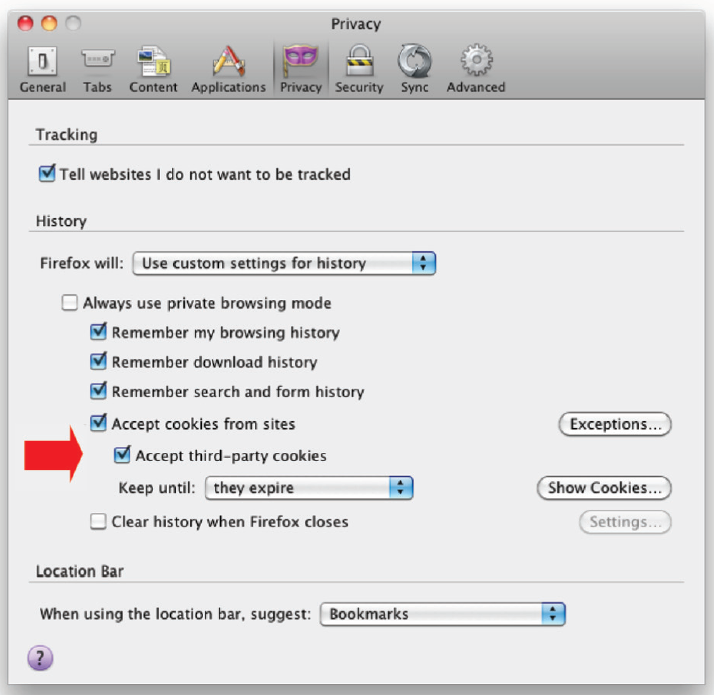 Privacy
General Tabs Content Applications Privacy Security Sync Advanced
Tracking
Tell websites I do not want to be tracked
History
Firefox will: Use custom settings for history
Always use private browsing mode
Remember my browsing history
Remember download history
Remember search and form history
Accept cookies from sites Exceptions...
Accept third-party cookies
Keep until: they expire Show Cookies...
Clear history when Firefox closes Settings...
Location Bar
When using the location bar, suggest: Bookmarks
?